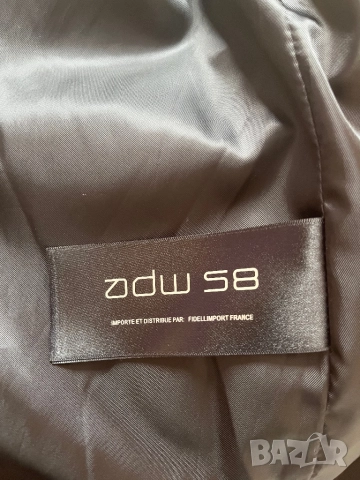 adw 58
IMPORTE ET DISTRIBUE PAR: FIDELLIMPORT FRANCE
BAZAR